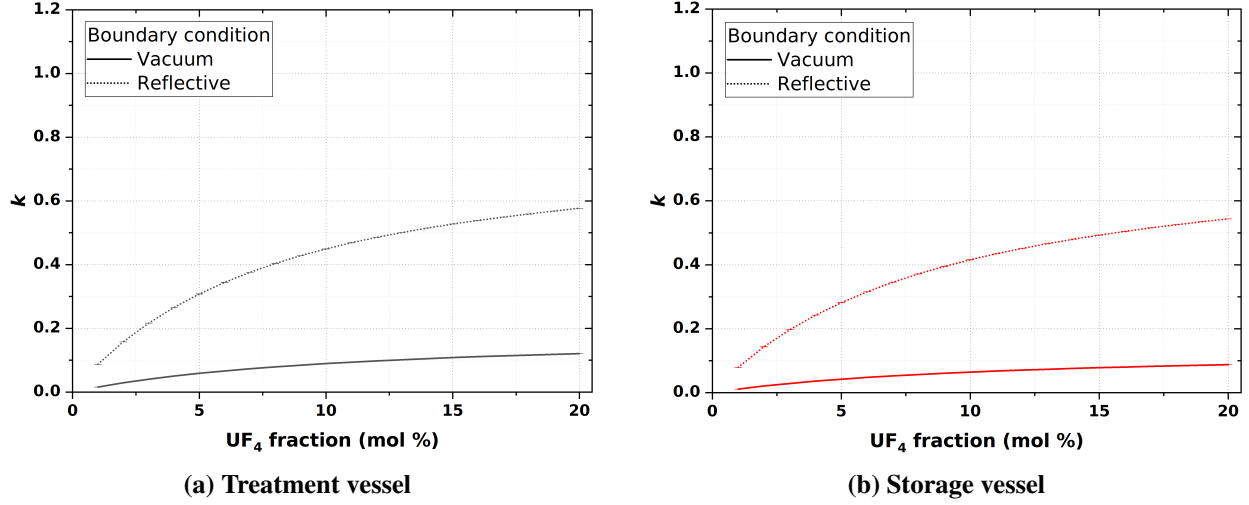 1.2
1.0
0.8
0.6
0.4
0.2
0.0
k
Boundary condition
Vacuum
Reflective
0 5 10 15 20
UF4 fraction (mol %)
(a) Treatment vessel
1.2
1.0
0.8
0.6
0.4
0.2
0.0
k
Boundary condition
Vacuum
Reflective
0 5 10 15 20
UF4 fraction (mol %)
(b) Storage vessel